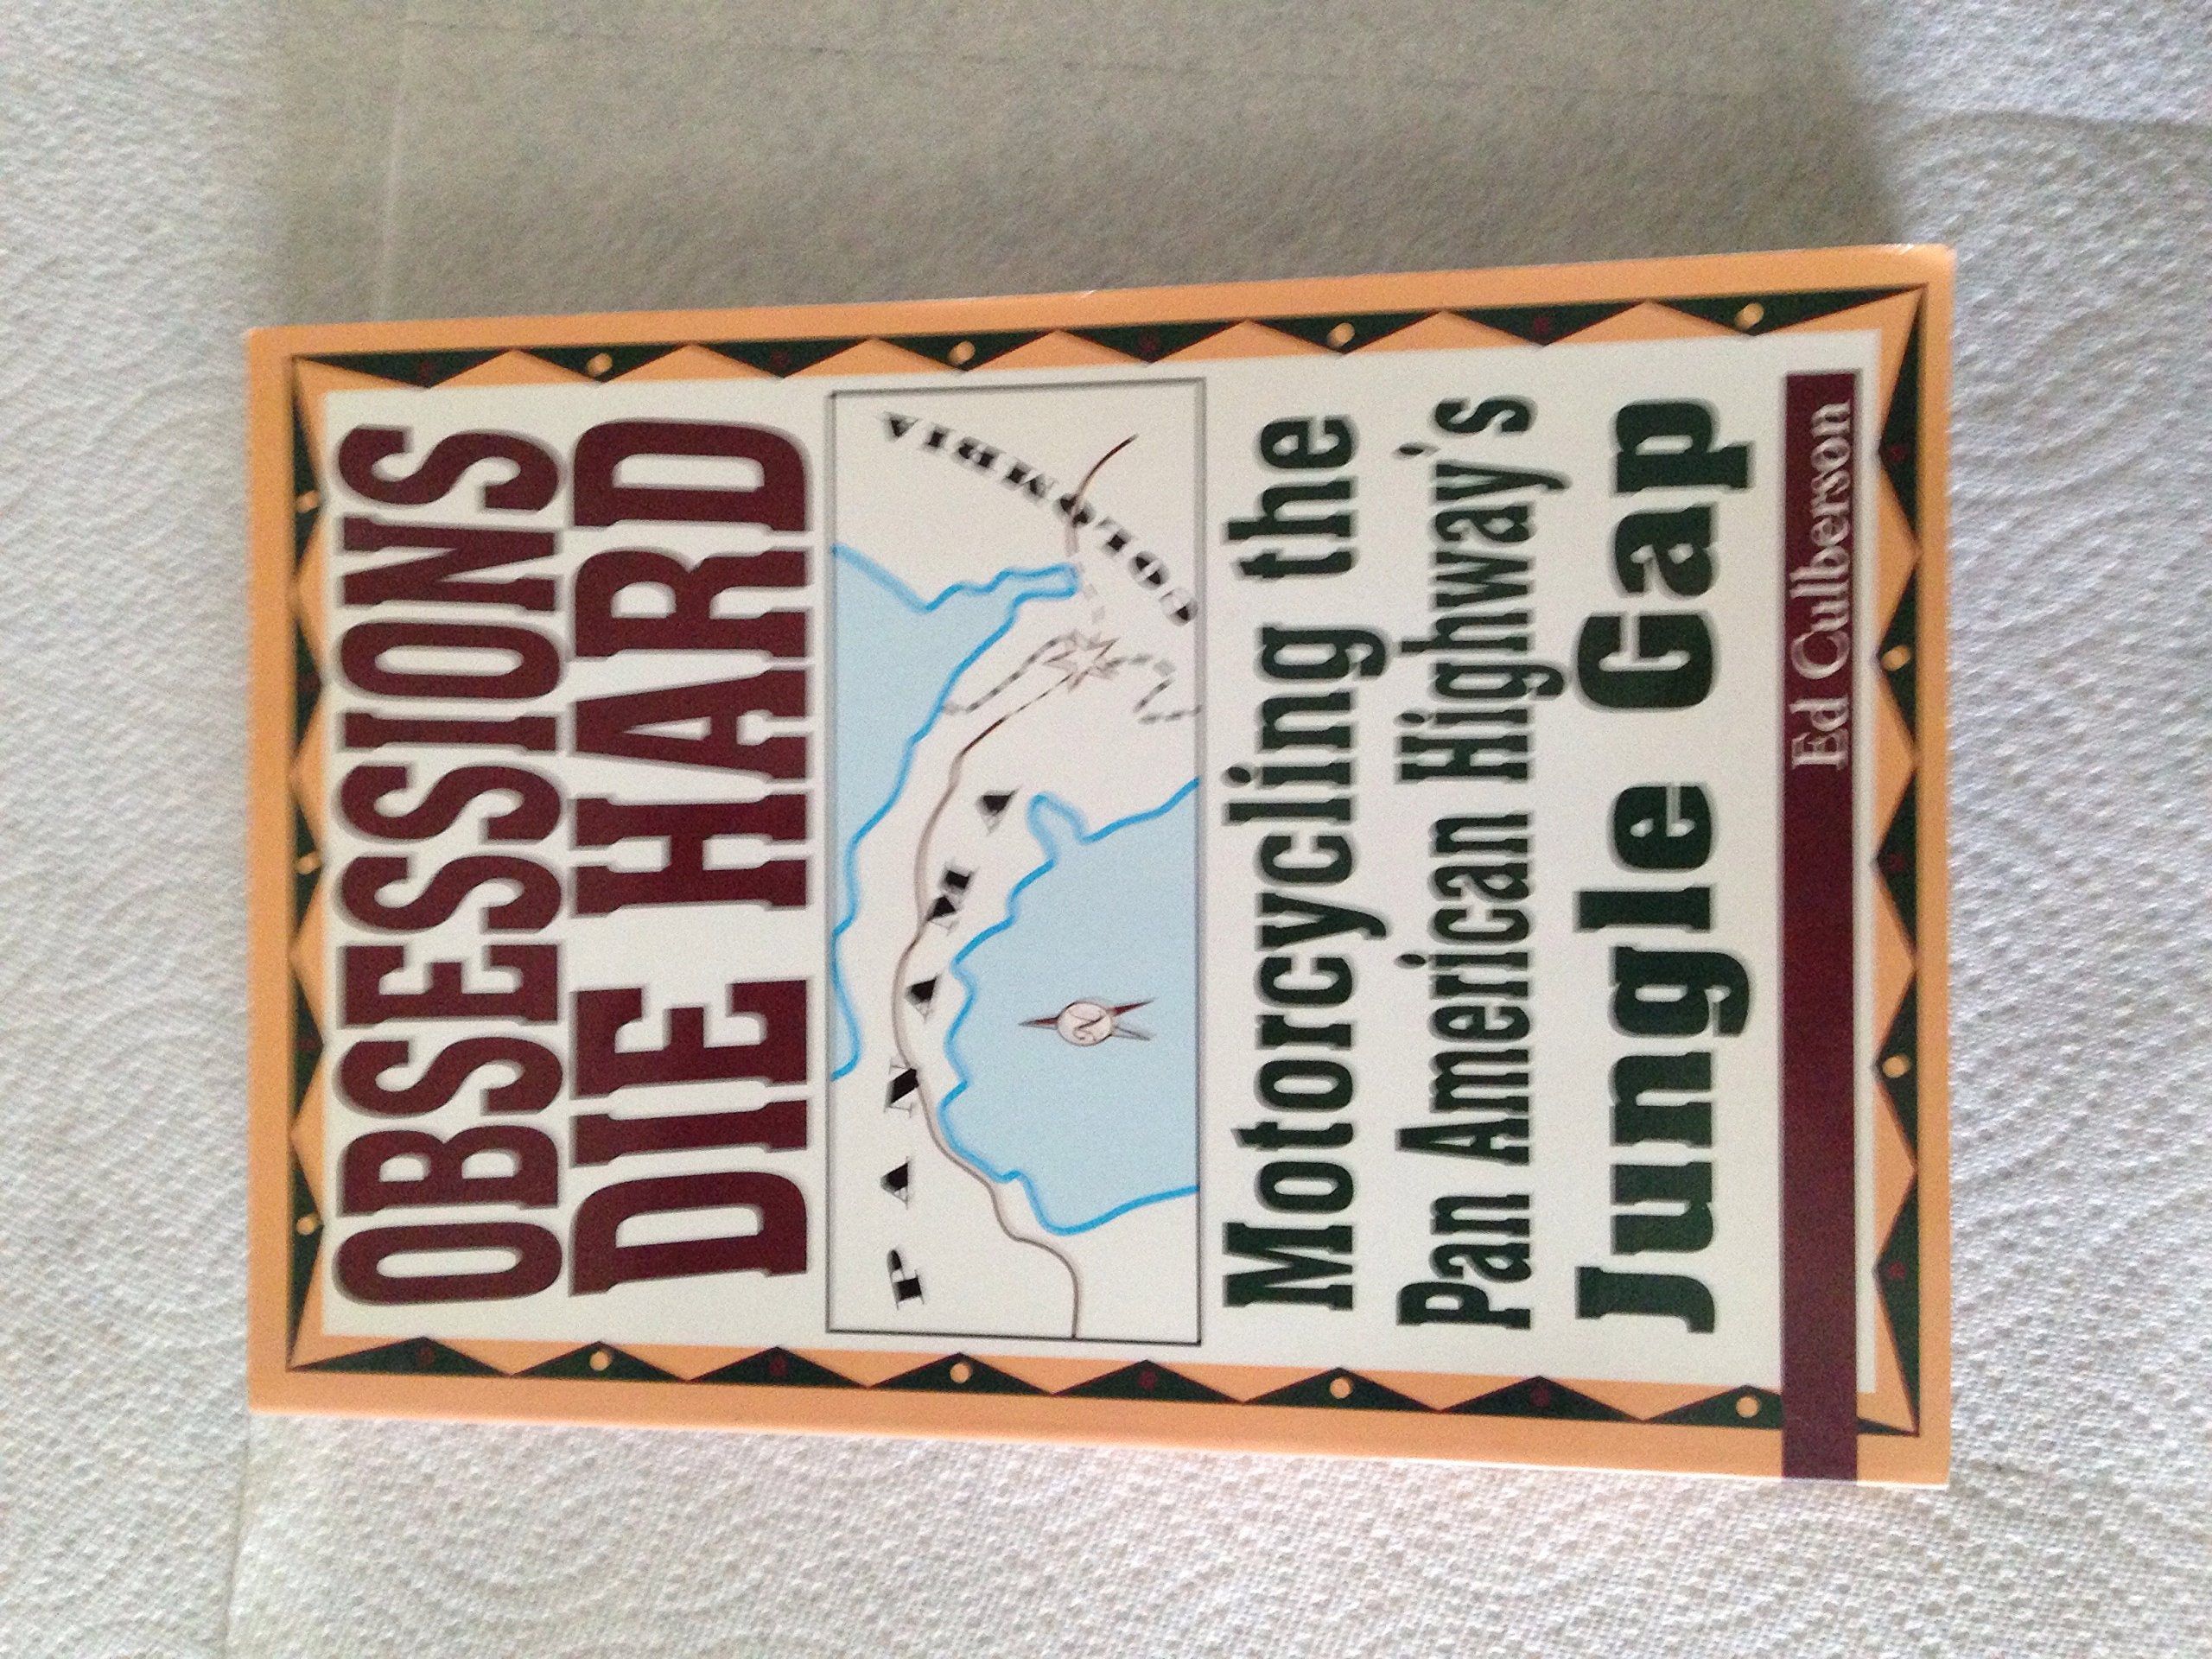 OBSESSIONS
DIE HARD
PANAMA
COLOMBIA
N
Motorcycling the
Pan American Highway's
Jungle Gap
Ed Culberson